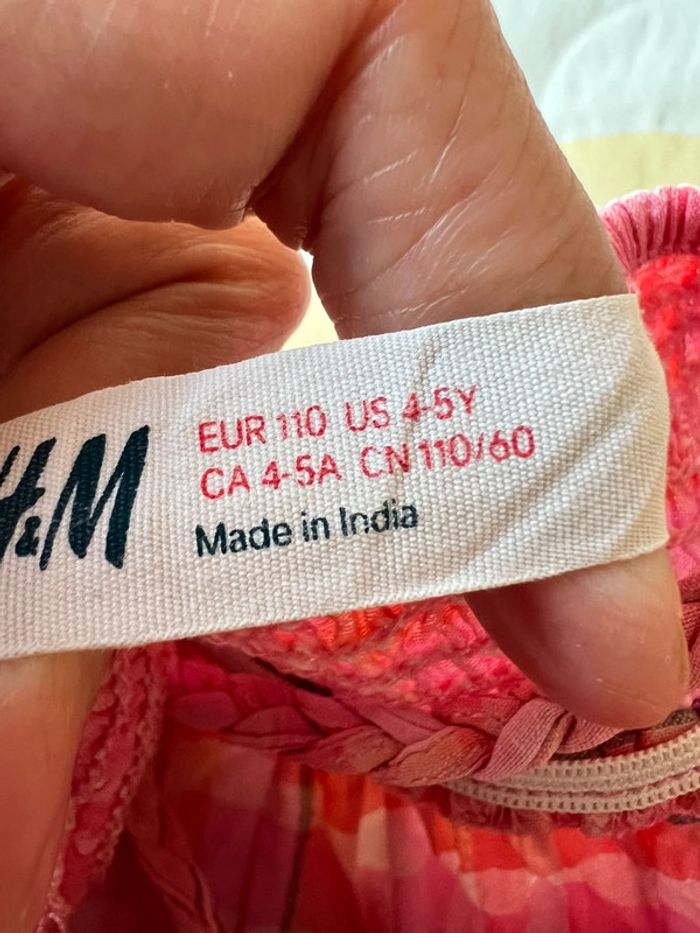 H&M
EUR 110 US 4-5Y
CA 4-5A CN 110/60
Made in India